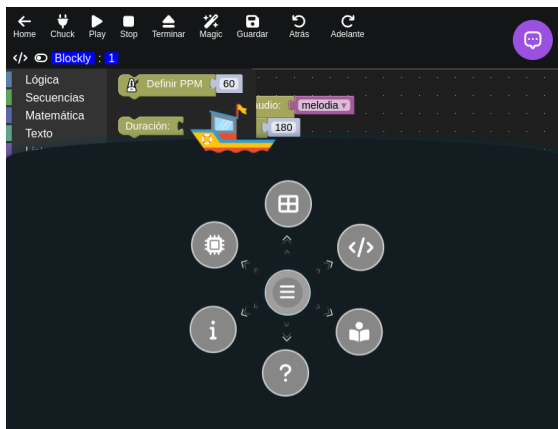 Home Chuck Play Stop Terminar Magic Guardar Atrás Adelante
</> Blockly : 1
Lógica
Definir PPM 60
Secuencias
udio: melodia
Matemática
Duración: 180
Texto
</>
i
?